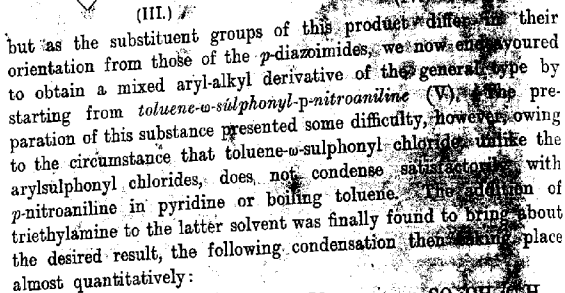 (III.)
but as the substituent groups of this product differ in their
orientation from those of the p-diazoimides, we now endeavoured
to obtain a mixed aryl-alkyl derivative of the general type by
starting from toluene-ω-sulphonyl-p-nitroaniline (V). The pre-
paration of this substance presented some difficulty, however, owing
to the circumstance that toluene-ω-sulphonyl chloride, unlike the
arylsulphonyl chlorides, does not condense satisfactorily with
p-nitroaniline in pyridine or boiling toluene. The addition of
triethylamine to the latter solvent was finally found to bring about
the desired result, the following condensation then taking place
almost quantitatively: